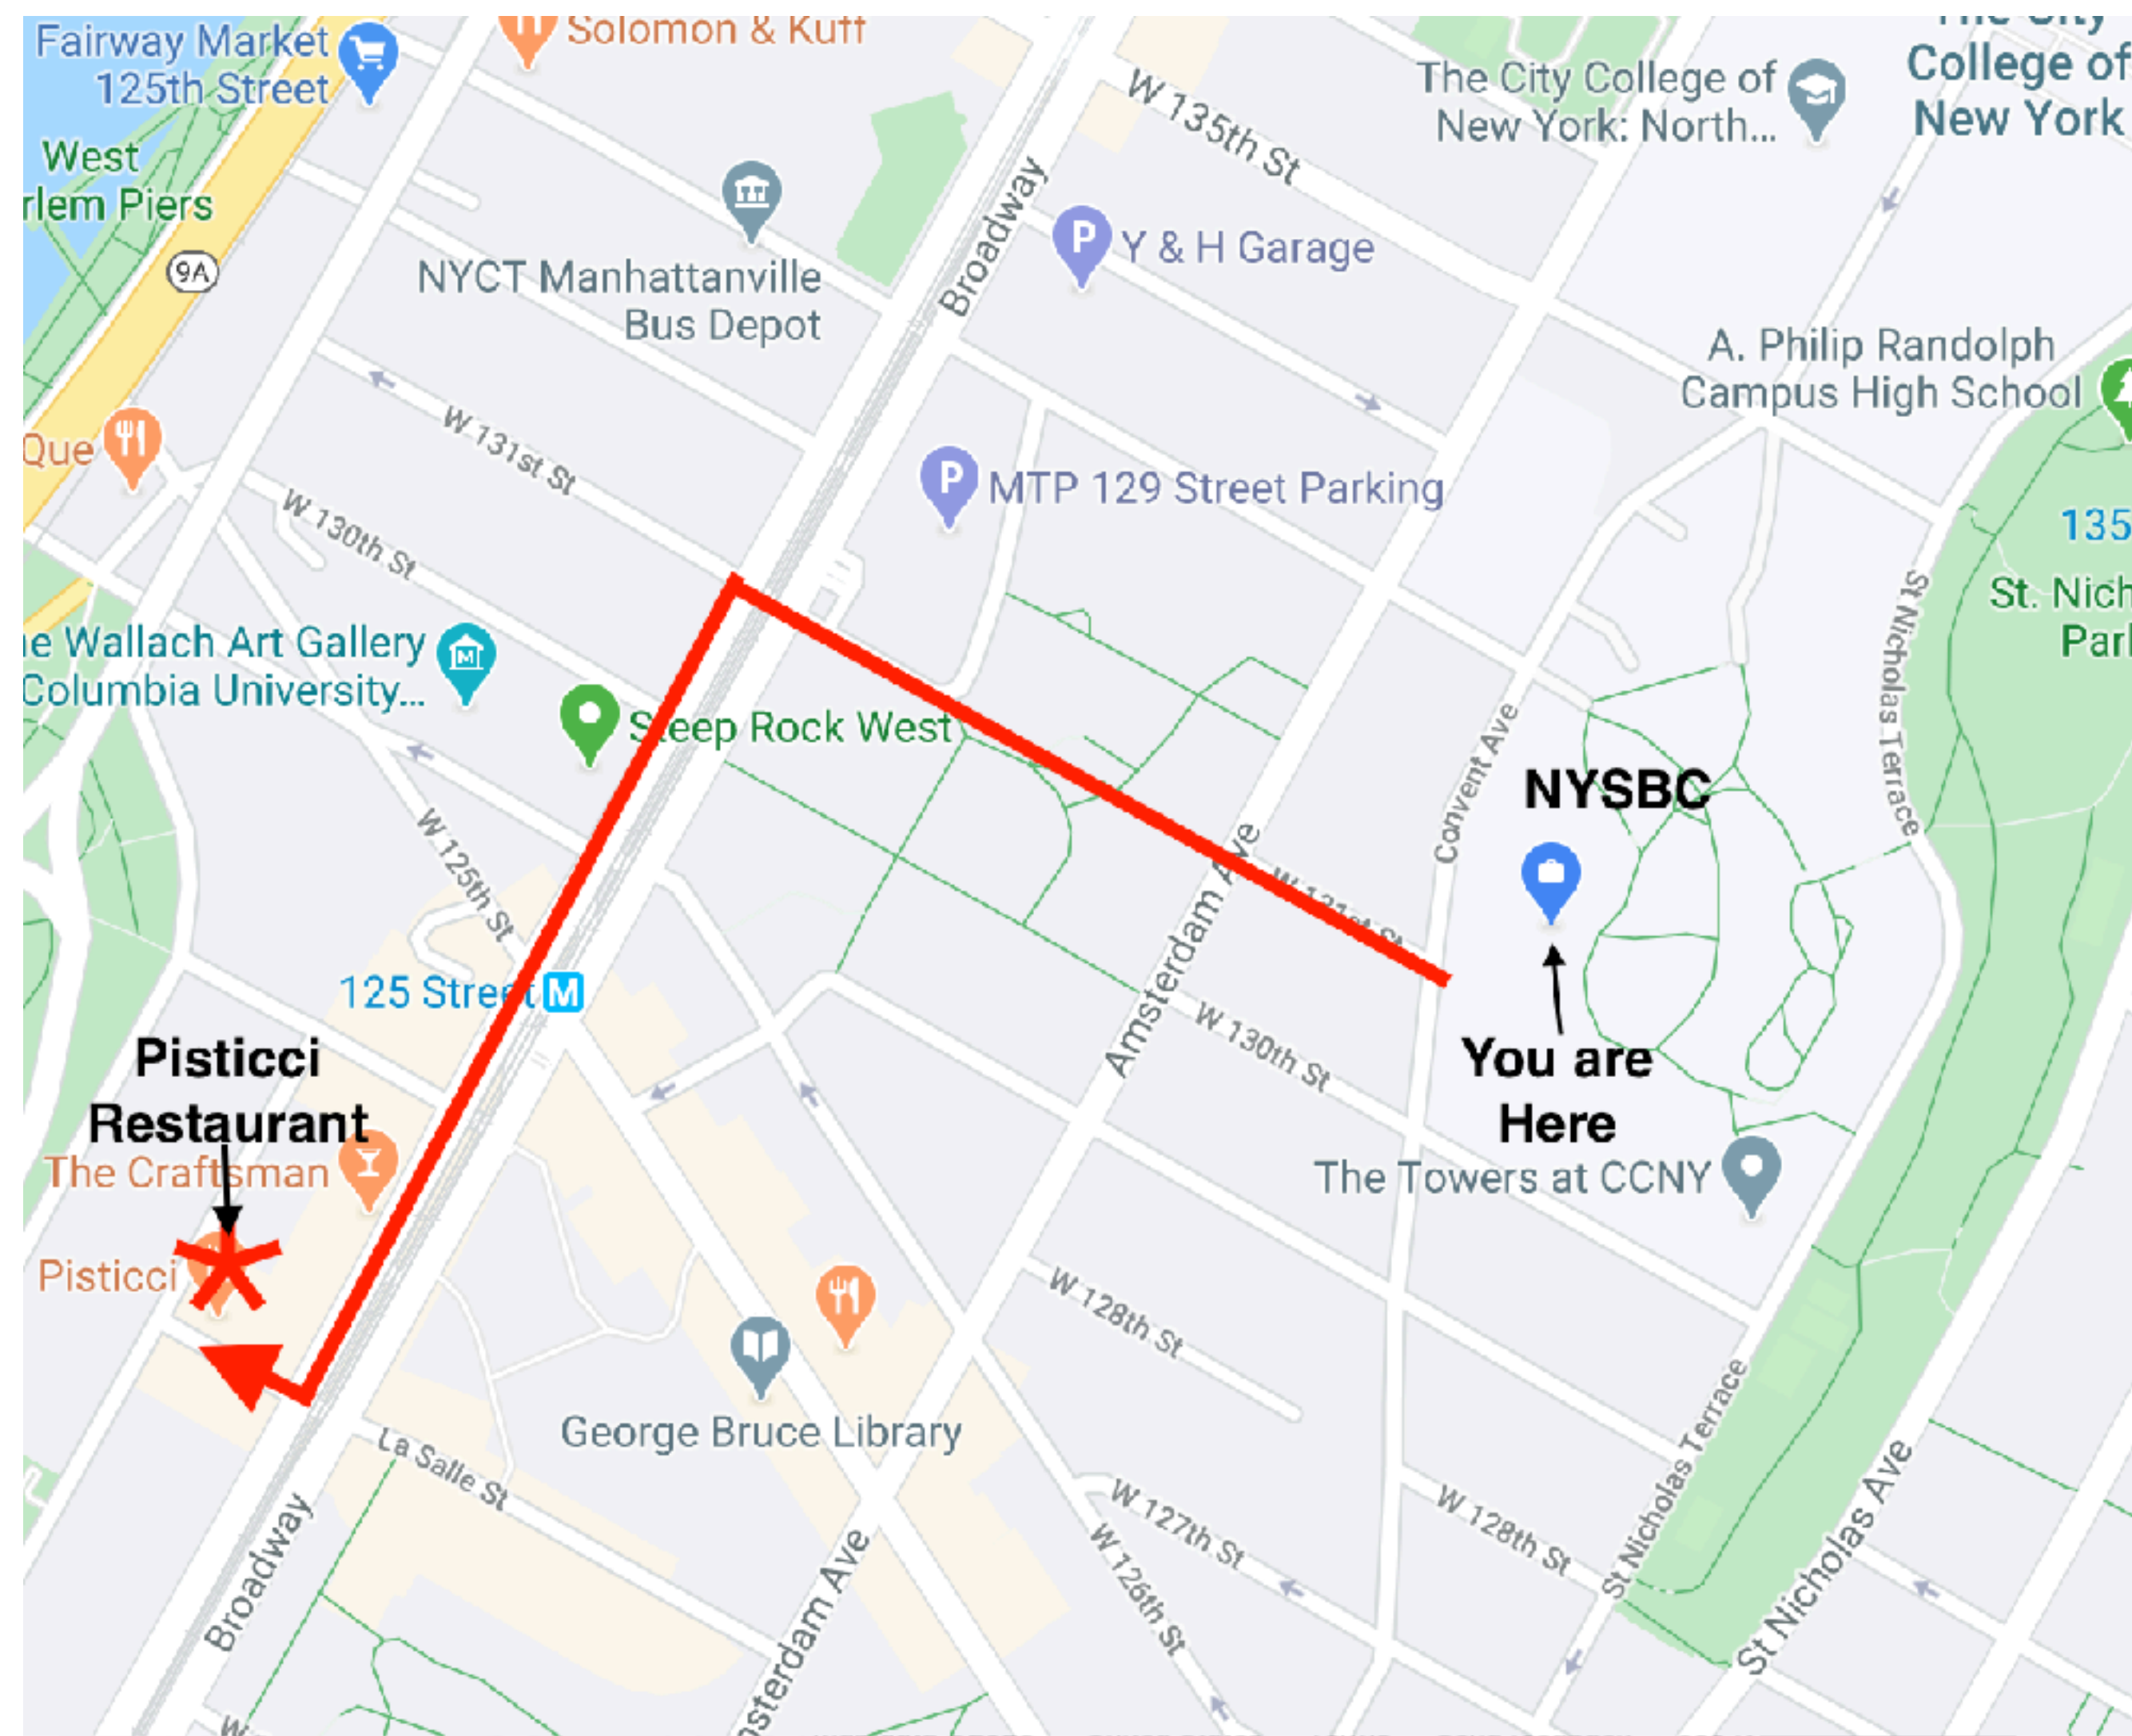 Fairway Market
125th Street
Solomon & Kuff
The City College of
New York: North...
The City
College of
New York
West
rlem Piers
9A
W 135th St
Broadway
P
Y & H Garage
NYCT Manhattanville
Bus Depot
A. Philip Randolph
Campus High School
Que
W 131st St
P
MTP 129 Street Parking
W 130th St
135
St. Nich
Parl
St Nicholas Terrace
e Wallach Art Gallery
Columbia University...
M
Steep Rock West
Convent Ave
NYSBC
W 125th St
Amsterdam Ave
W 131st St
125 Street
M
W 130th St
You are
Here
Pisticci
Restaurant
The Craftsman
The Towers at CCNY
Pisticci
W 128th St
George Bruce Library
La Salle St
Broadway
W 127th St
W 128th St
St Nicholas Terrace
St Nicholas Ave
W 126th St
msterdam Ave
W